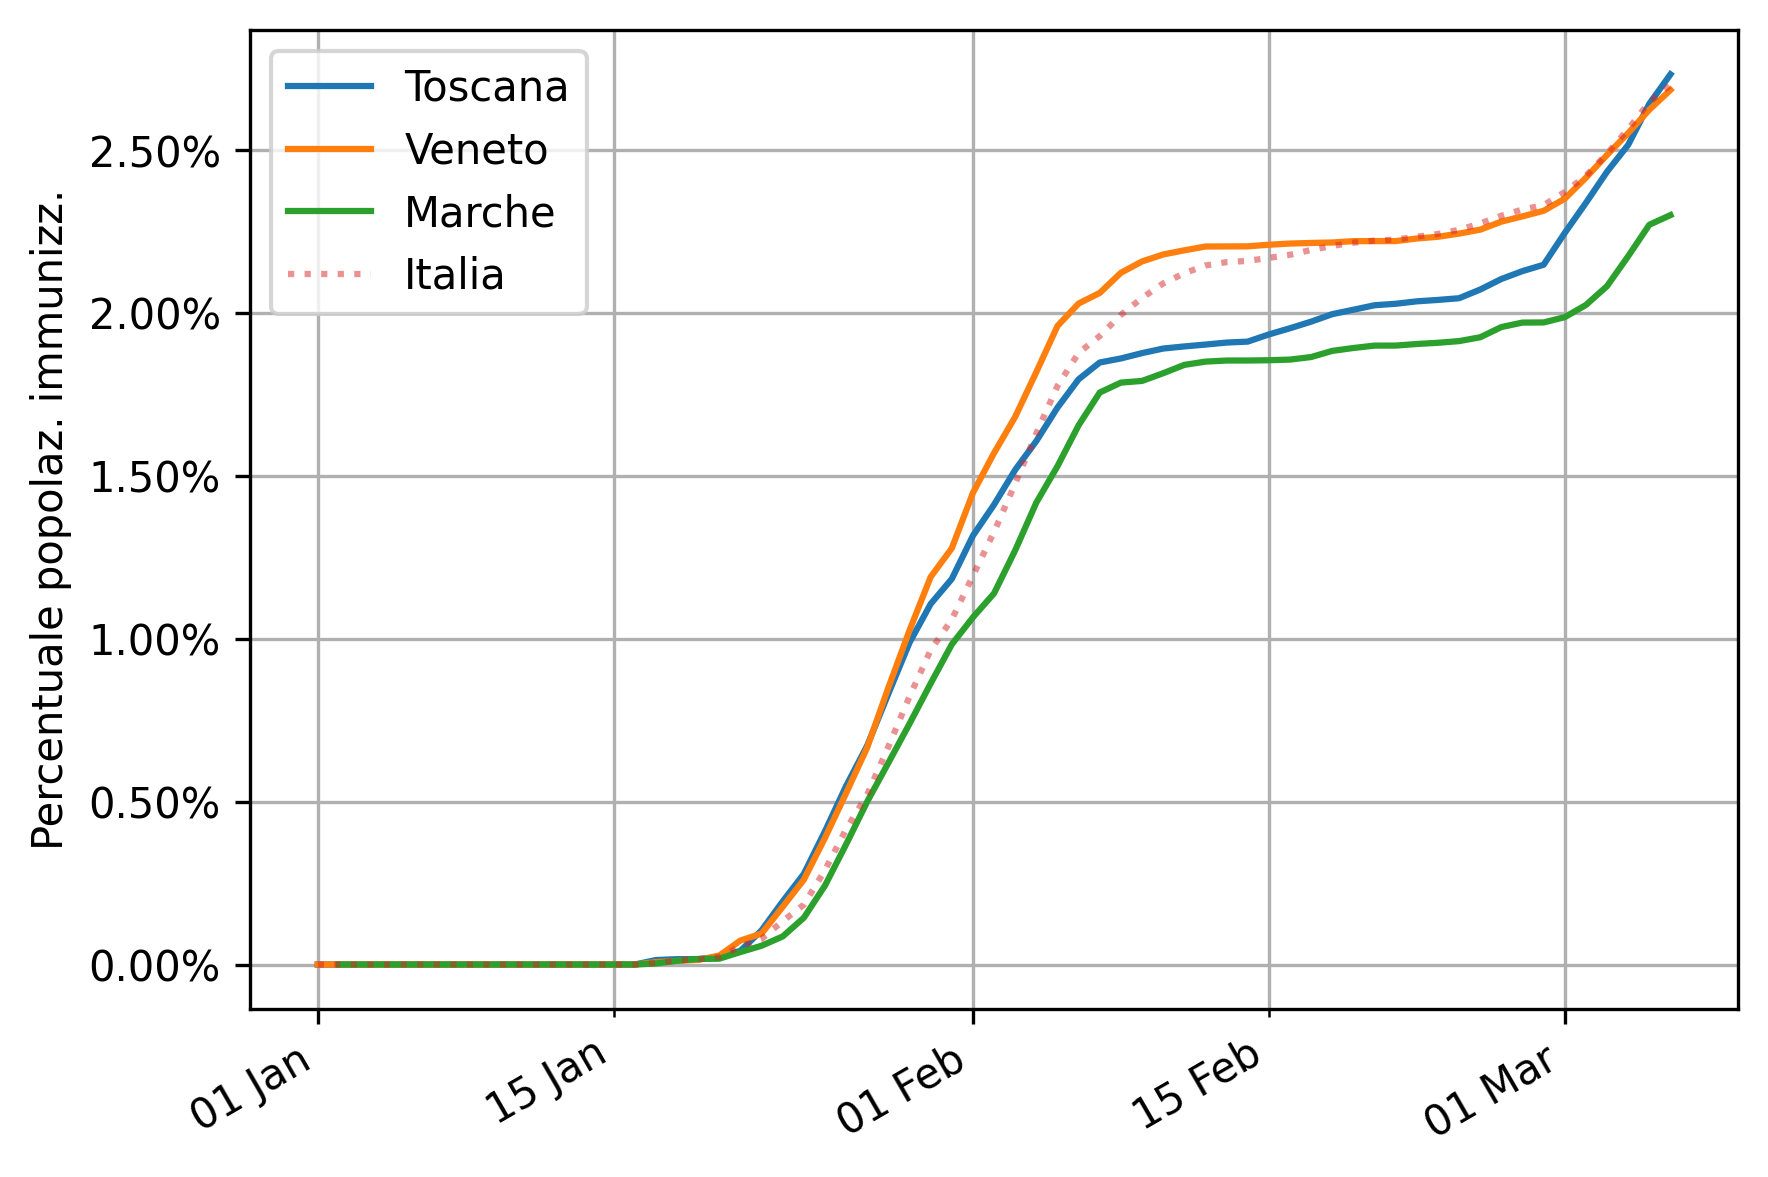 Toscana
Veneto
Marche
Italia
Percentuale popolaz. immunizz.
2.50%
2.00%
1.50%
1.00%
0.50%
0.00%
01 Jan
15 Jan
01 Feb
15 Feb
01 Mar